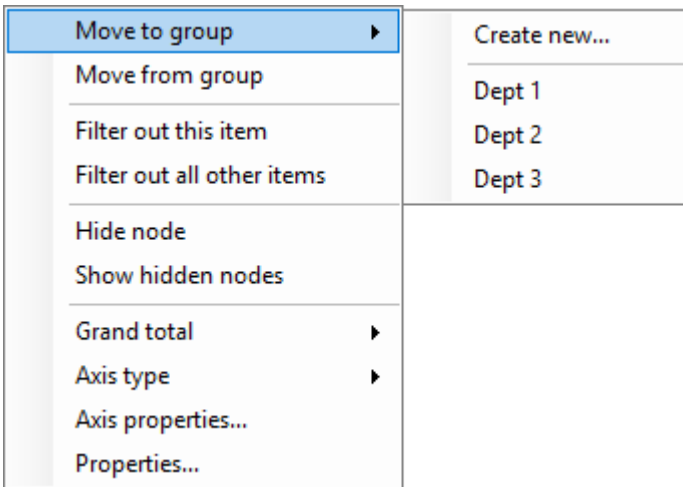 Move to group
Move from group
Filter out this item
Filter out all other items
Hide node
Show hidden nodes
Grand total
Axis type
Axis properties...
Properties...
Create new...
Dept 1
Dept 2
Dept 3